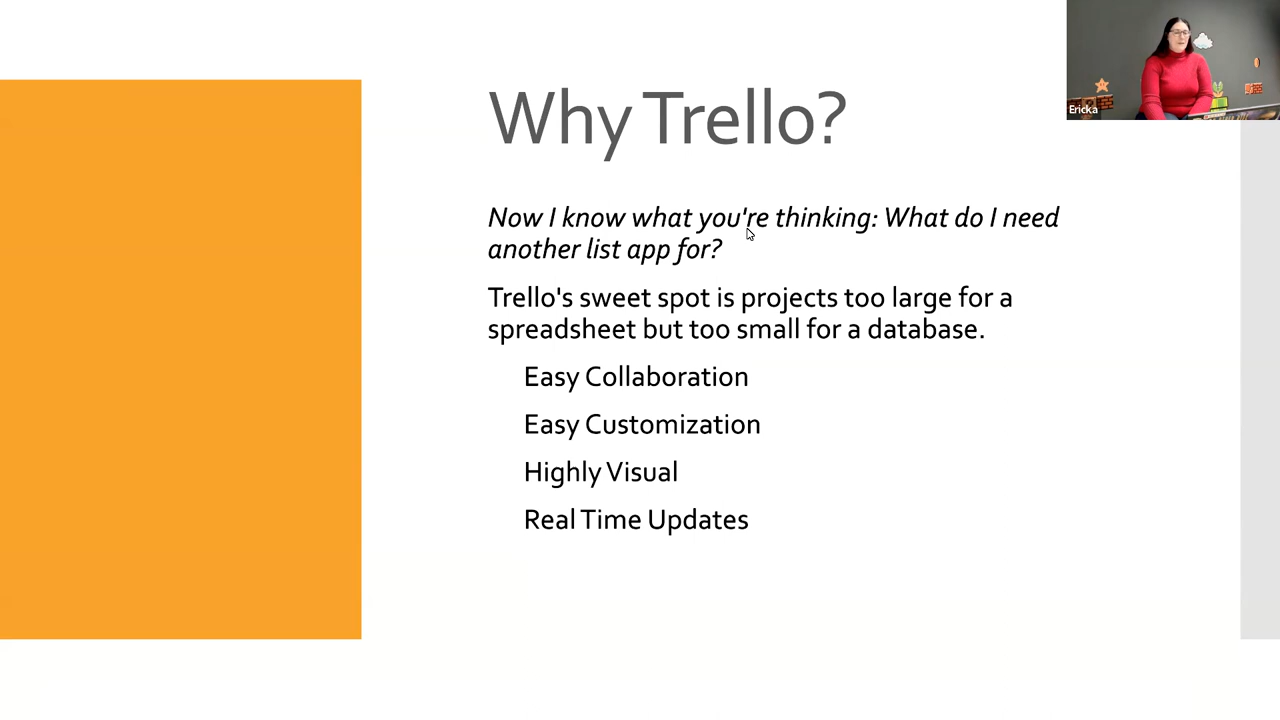 Why Trello?
Ericka
Now I know what you're thinking: What do I need
another list app for?
Trello's sweet spot is projects too large for a
spreadsheet but too small for a database.
Easy Collaboration
Easy Customization
Highly Visual
Real Time Updates